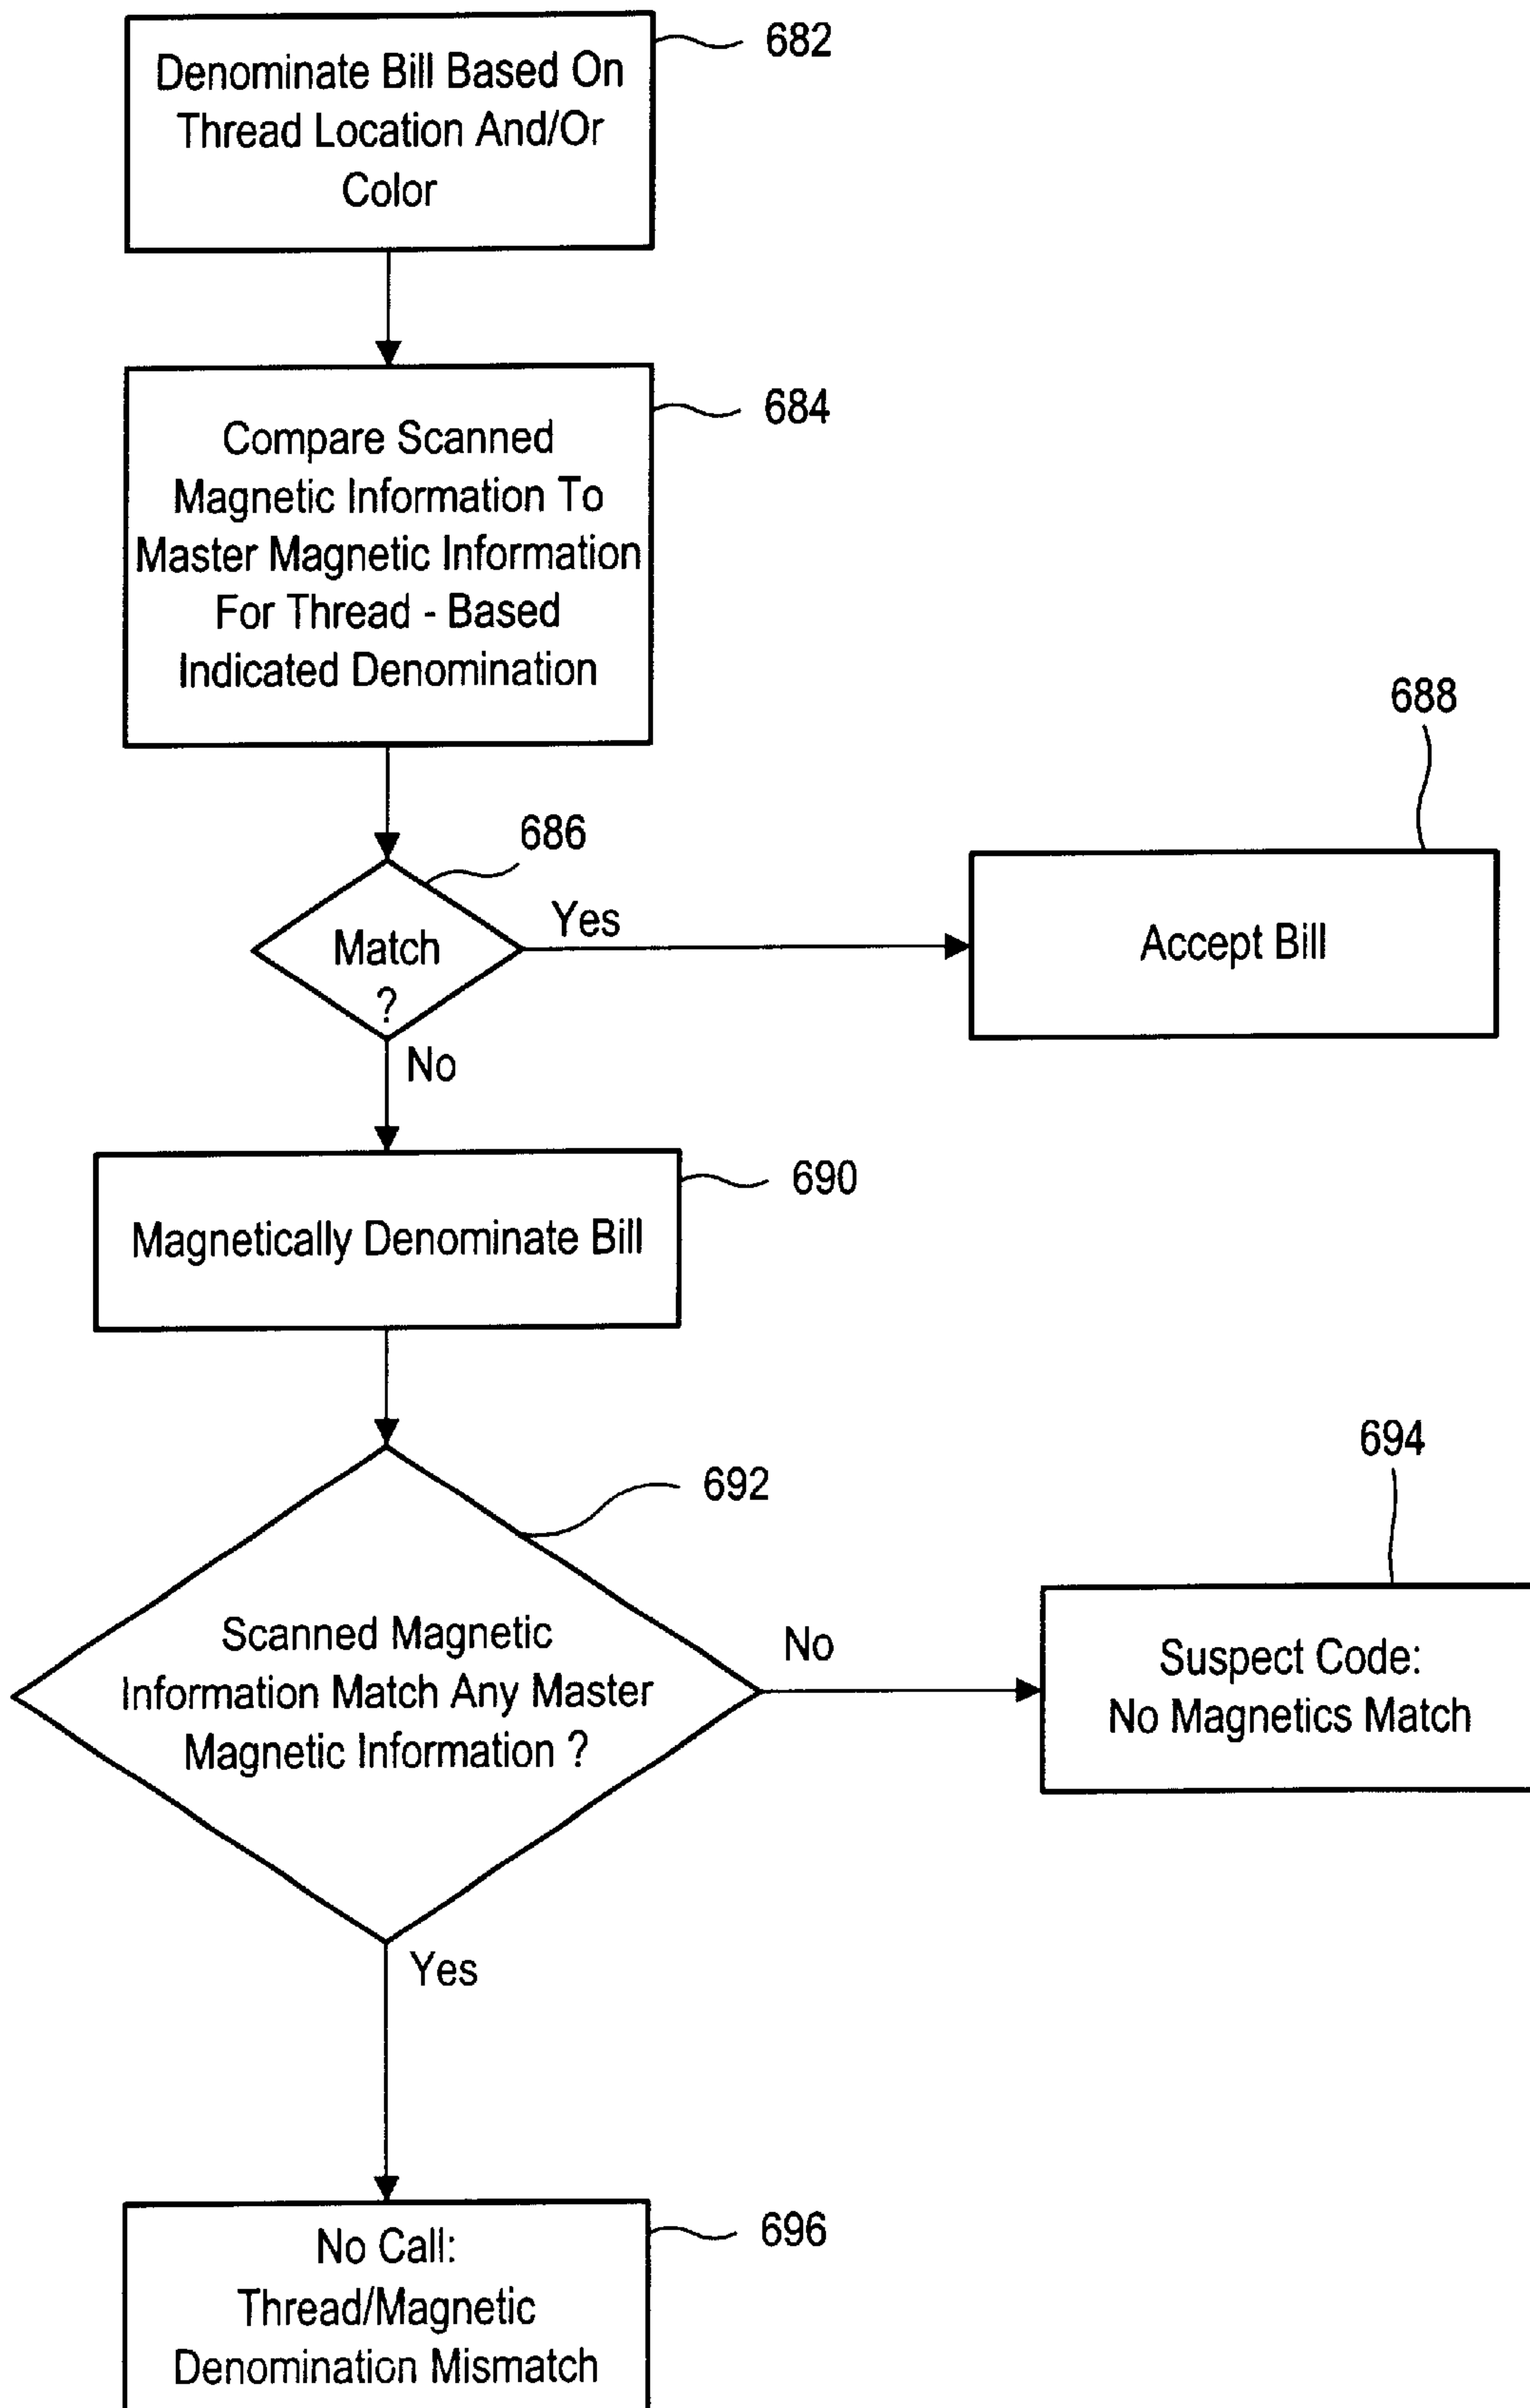 682
Denominate Bill Based On
Thread Location And/Or
Color
684
Compare Scanned
Magnetic Information To
Master Magnetic Information
For Thread - Based
Indicated Denomination
688
686
Yes
Match
?
Accept Bill
No
690
Magnetically Denominate Bill
694
692
Scanned Magnetic
Information Match Any Master
Magnetic Information ?
No
Suspect Code:
No Magnetics Match
Yes
696
No Call:
Thread/Magnetic
Denomination Mismatch